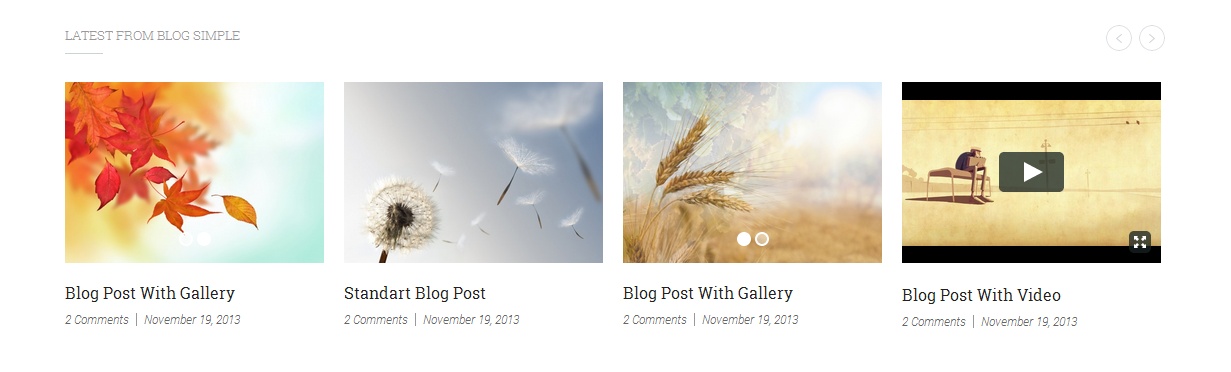 LATEST FROM BLOG SIMPLE
Blog Post With Gallery
2 Comments | November 19, 2013
Standart Blog Post
2 Comments | November 19, 2013
Blog Post With Gallery
2 Comments | November 19, 2013
Blog Post With Video
2 Comments | November 19, 2013